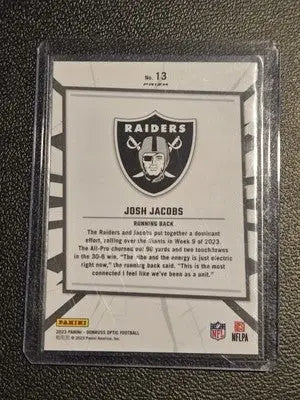 No. 13
PRIZM
RAIDERS
JOSH JACOBS
RUNNING BACK
The Raiders and Jacobs put together a dominant
effort, rolling over the Giants in Week 9 of 2023.
The All-Pro churned out 98 yards and two touchdowns
in the 30-6 win. "The vibe and the energy is just electric
right now," the running back said. "This is the most
connected I feel like we've been as a unit."
PANINI
2023 PANINI - DONRUSS OPTIC FOOTBALL
© 2023 Panini America, Inc.
NFL
NFLPA